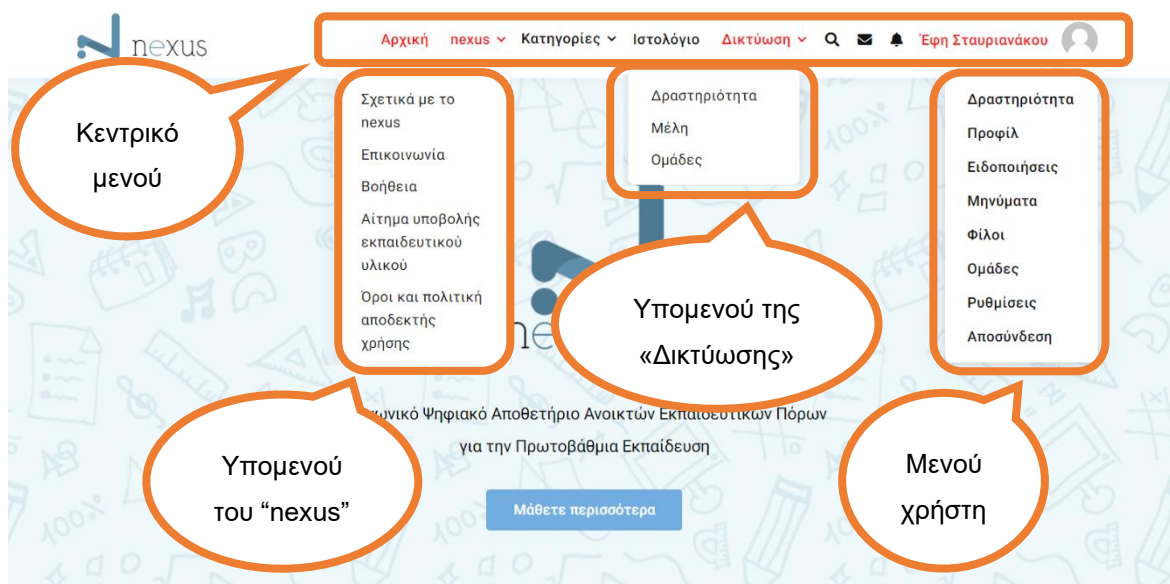 nexus
Αρχική nexus Κατηγορίες Ιστολόγιο Δικτύωση Έφη Σταυριανάκου
Κεντρικό
μενού
Σχετικά με το
nexus
Επικοινωνία
Βοήθεια
Αίτημα υποβολής
εκπαιδευτικού
υλικού
Όροι και πολιτική
αποδεκτής
χρήσης
Δραστηριότητα
Μέλη
Ομάδες
Δραστηριότητα
Προφίλ
Ειδοποιήσεις
Μηνύματα
Φίλοι
Ομάδες
Ρυθμίσεις
Αποσύνδεση
Υπομενού της
«Δικτύωσης»
Ψηφιακό Αποθετήριο Ανοικτών Εκπαιδευτικών Πόρων
για την Πρωτοβάθμια Εκπαίδευση
Μάθετε περισσότερα
Υπομενού
του “nexus”
Μενού
χρήστη